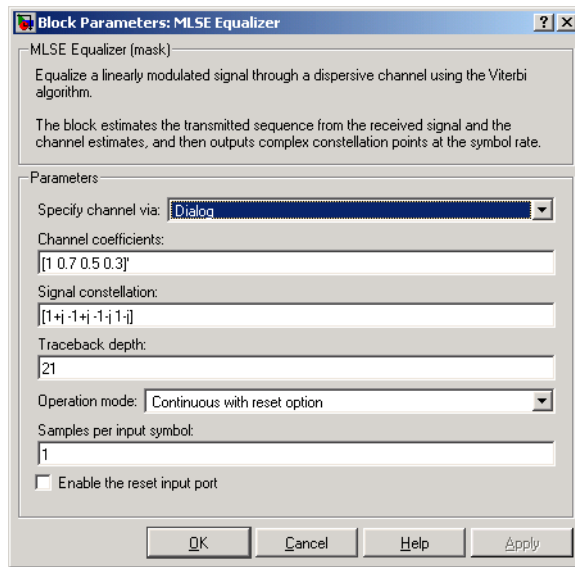 Block Parameters: MLSE Equalizer
MLSE Equalizer (mask)
Equalize a linearly modulated signal through a dispersive channel using the Viterbi
algorithm.
The block estimates the transmitted sequence from the received signal and the
channel estimates, and then outputs complex constellation points at the symbol rate.
Parameters
Specify channel via: Dialog
Channel coefficients:
[1 0.7 0.5 0.3]'
Signal constellation:
[1+j -1+j -1-j 1-j]
Traceback depth:
21
Operation mode: Continuous with reset option
Samples per input symbol:
1
Enable the reset input port
OK Cancel Help Apply